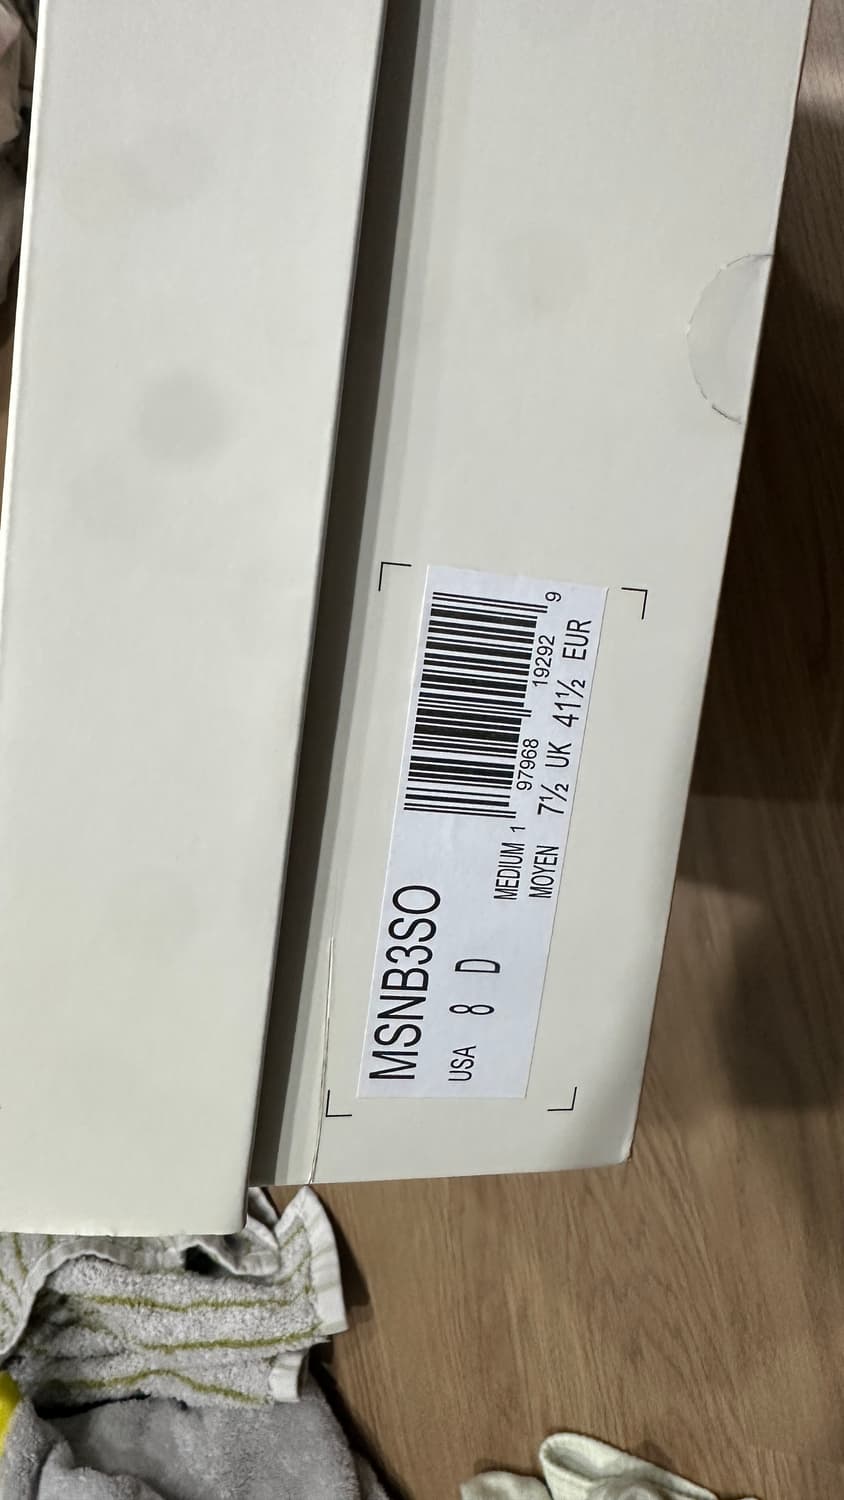 MSNB3SO
USA 8 D
MEDIUM
MOYEN
1 97968 19292 9
7½ UK 41½ EUR